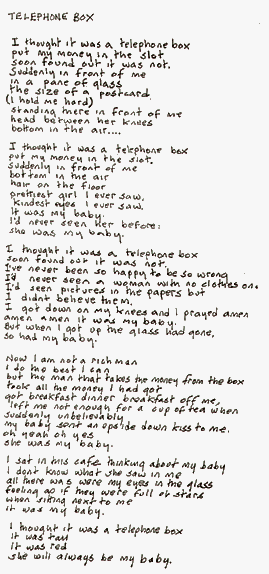 TELEPHONE BOX
I thought it was a telephone box
put my money in the slot
soon found out it was not.
Suddenly in front of me
in a pane of glass
the size of a postcard
(I hold me hard)
standing there in front of me
head between her knees
bottom in the air....
I thought it was a telephone box
put my money in the slot.
suddenly in front of me
bottom in the air
hair on the floor
prettiest girl I ever saw,
kindest eyes I ever saw.
it was my baby.
I'd never seen her before:
she was my baby.
I thought it was a telephone box
soon found out it was not.
I've never been so happy to be so wrong
I'd never seen a woman with no clothes on.
I'd seen pictures in the papers but
I didnt believe them.
I got down on my knees and I prayed amen
amen amen it was my baby.
But when I got up the glass had gone,
so had my baby.
Now I am not a rich man
I do the best I can
but the man that takes the money from the box
took all the money I had got
got breakfast dinner breakfast off me,
left me not enough for a cup of tea when
suddenly unbelievably
my baby sent an upside down kiss to me.
oh yeah oh yes
she was my baby.
I sat in this cafe thinking about my baby
I dont know what she saw in me
all there was were my eyes in the glass
feeling as if they were full of stars
when sitting next to me
it was my baby.
I thought it was a telephone box
it was tall
it was red
she will always be my baby.